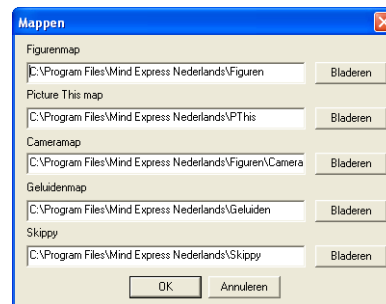 Mappen
Figurenmap
C:\Program Files\Mind Express Nederlands\Figuren
Bladeren
Picture This map
C:\Program Files\Mind Express Nederlands\PThis
Bladeren
Cameramap
C:\Program Files\Mind Express Nederlands\Figuren\Camera
Bladeren
Geluidenmap
C:\Program Files\Mind Express Nederlands\Geluiden
Bladeren
Skippy
C:\Program Files\Mind Express Nederlands\Skippy
Bladeren
OK
Annuleren